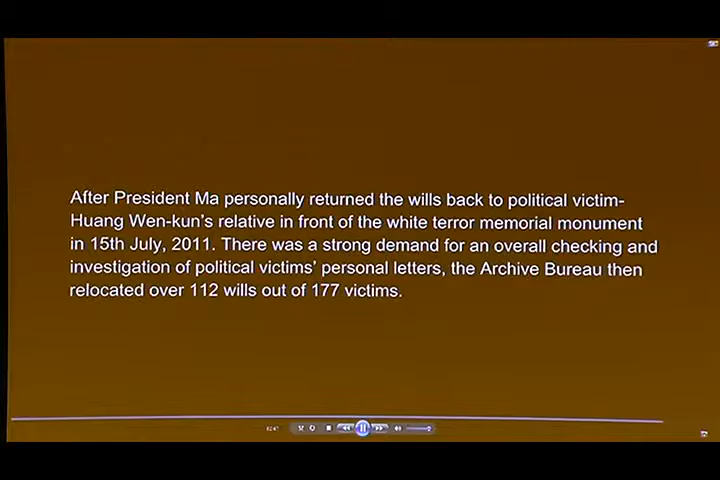 After President Ma personally returned the wills back to political victim-
Huang Wen-kun's relative in front of the white terror memorial monument
in 15th July, 2011. There was a strong demand for an overall checking and
investigation of political victims' personal letters, the Archive Bureau then
relocated over 112 wills out of 177 victims.